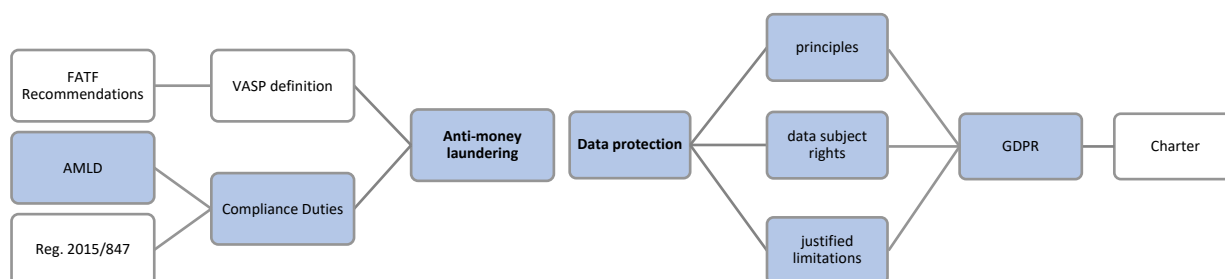 FATF
Recommendations
VASP definition
AMLD
Compliance Duties
Reg. 2015/847
Anti-money
laundering
Data protection
principles
data subject
rights
justified
limitations
GDPR
Charter